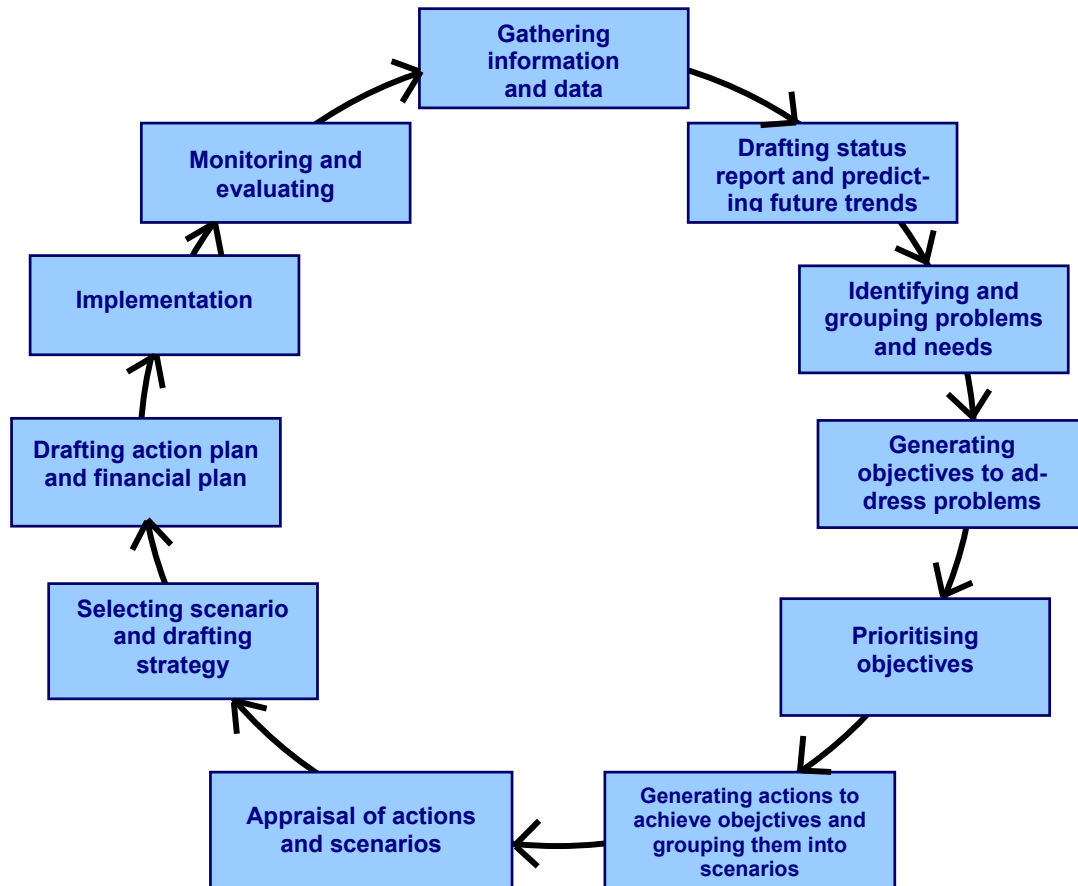 Gathering
information
and data
Drafting status
report and predict-
ing future trends
Identifying and
grouping problems
and needs
Generating
objectives to ad-
dress problems
Prioritising
objectives
Generating actions to
achieve obejctives and
grouping them into
scenarios
Appraisal of actions
and scenarios
Selecting scenario
and drafting
strategy
Drafting action plan
and financial plan
Implementation
Monitoring and
evaluating